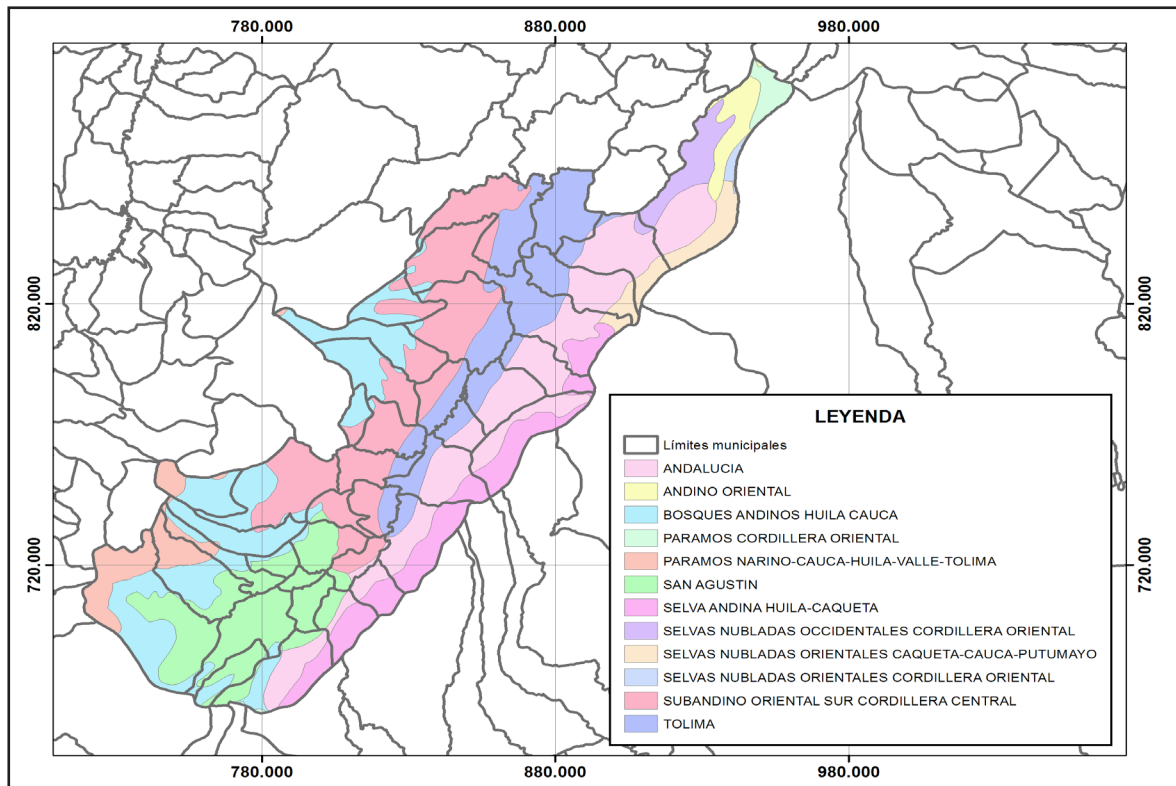 780.000 880.000 980.000
820.000 820.000
720.000 720.000
LEYENDA
Límites municipales
ANDALUCIA
ANDINO ORIENTAL
BOSQUES ANDINOS HUILA CAUCA
PARAMOS CORDILLERA ORIENTAL
PARAMOS NARINO-CAUCA-HUILA-VALLE-TOLIMA
SAN AGUSTIN
SELVA ANDINA HUILA-CAQUETA
SELVAS NUBLADAS OCCIDENTALES CORDILLERA ORIENTAL
SELVAS NUBLADAS ORIENTALES CAQUETA-CAUCA-PUTUMAYO
SELVAS NUBLADAS ORIENTALES CORDILLERA ORIENTAL
SUBANDINO ORIENTAL SUR CORDILLERA CENTRAL
TOLIMA
780.000 880.000 980.000